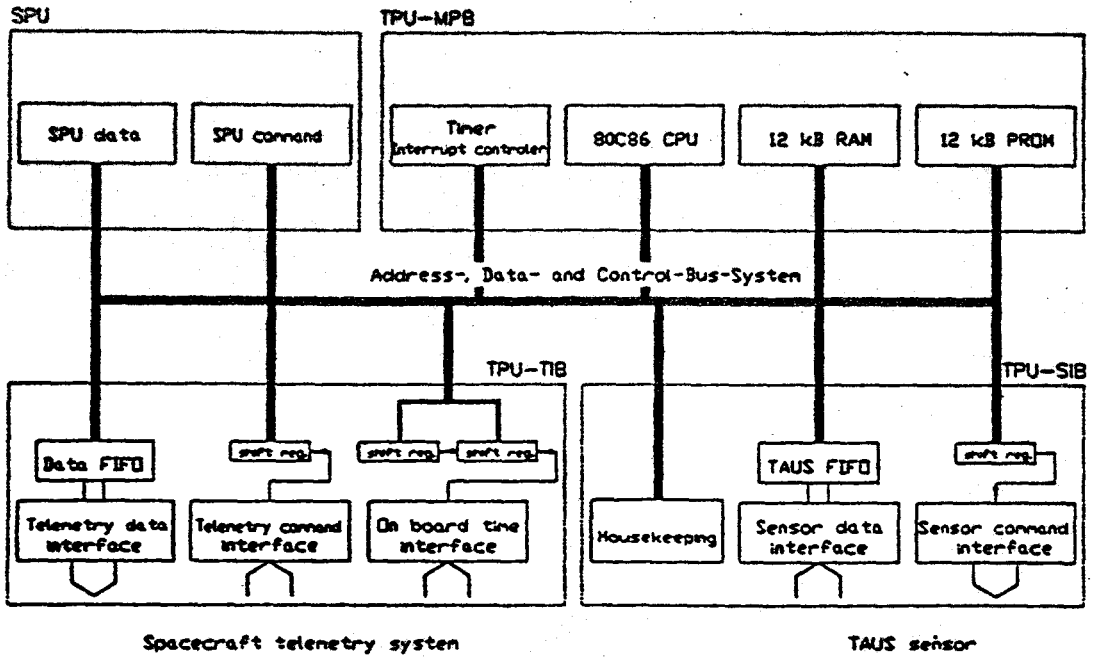 SPU
TPU-MPB
SPU data
SPU command
Timer
Interrupt controler
80C86 CPU
12 kB RAM
12 kB PROM
Address-, Data- and Control-Bus-System
TPU-TIB
TPU-SIB
Data FIFO
shift reg.
shift reg.
shift reg.
TAUS FIFO
shift reg.
Telemetry data
interface
Telemetry command
interface
On board time
interface
Housekeeping
Sensor data
interface
Sensor command
interface
Spacecraft telemetry system
TAUS sensor